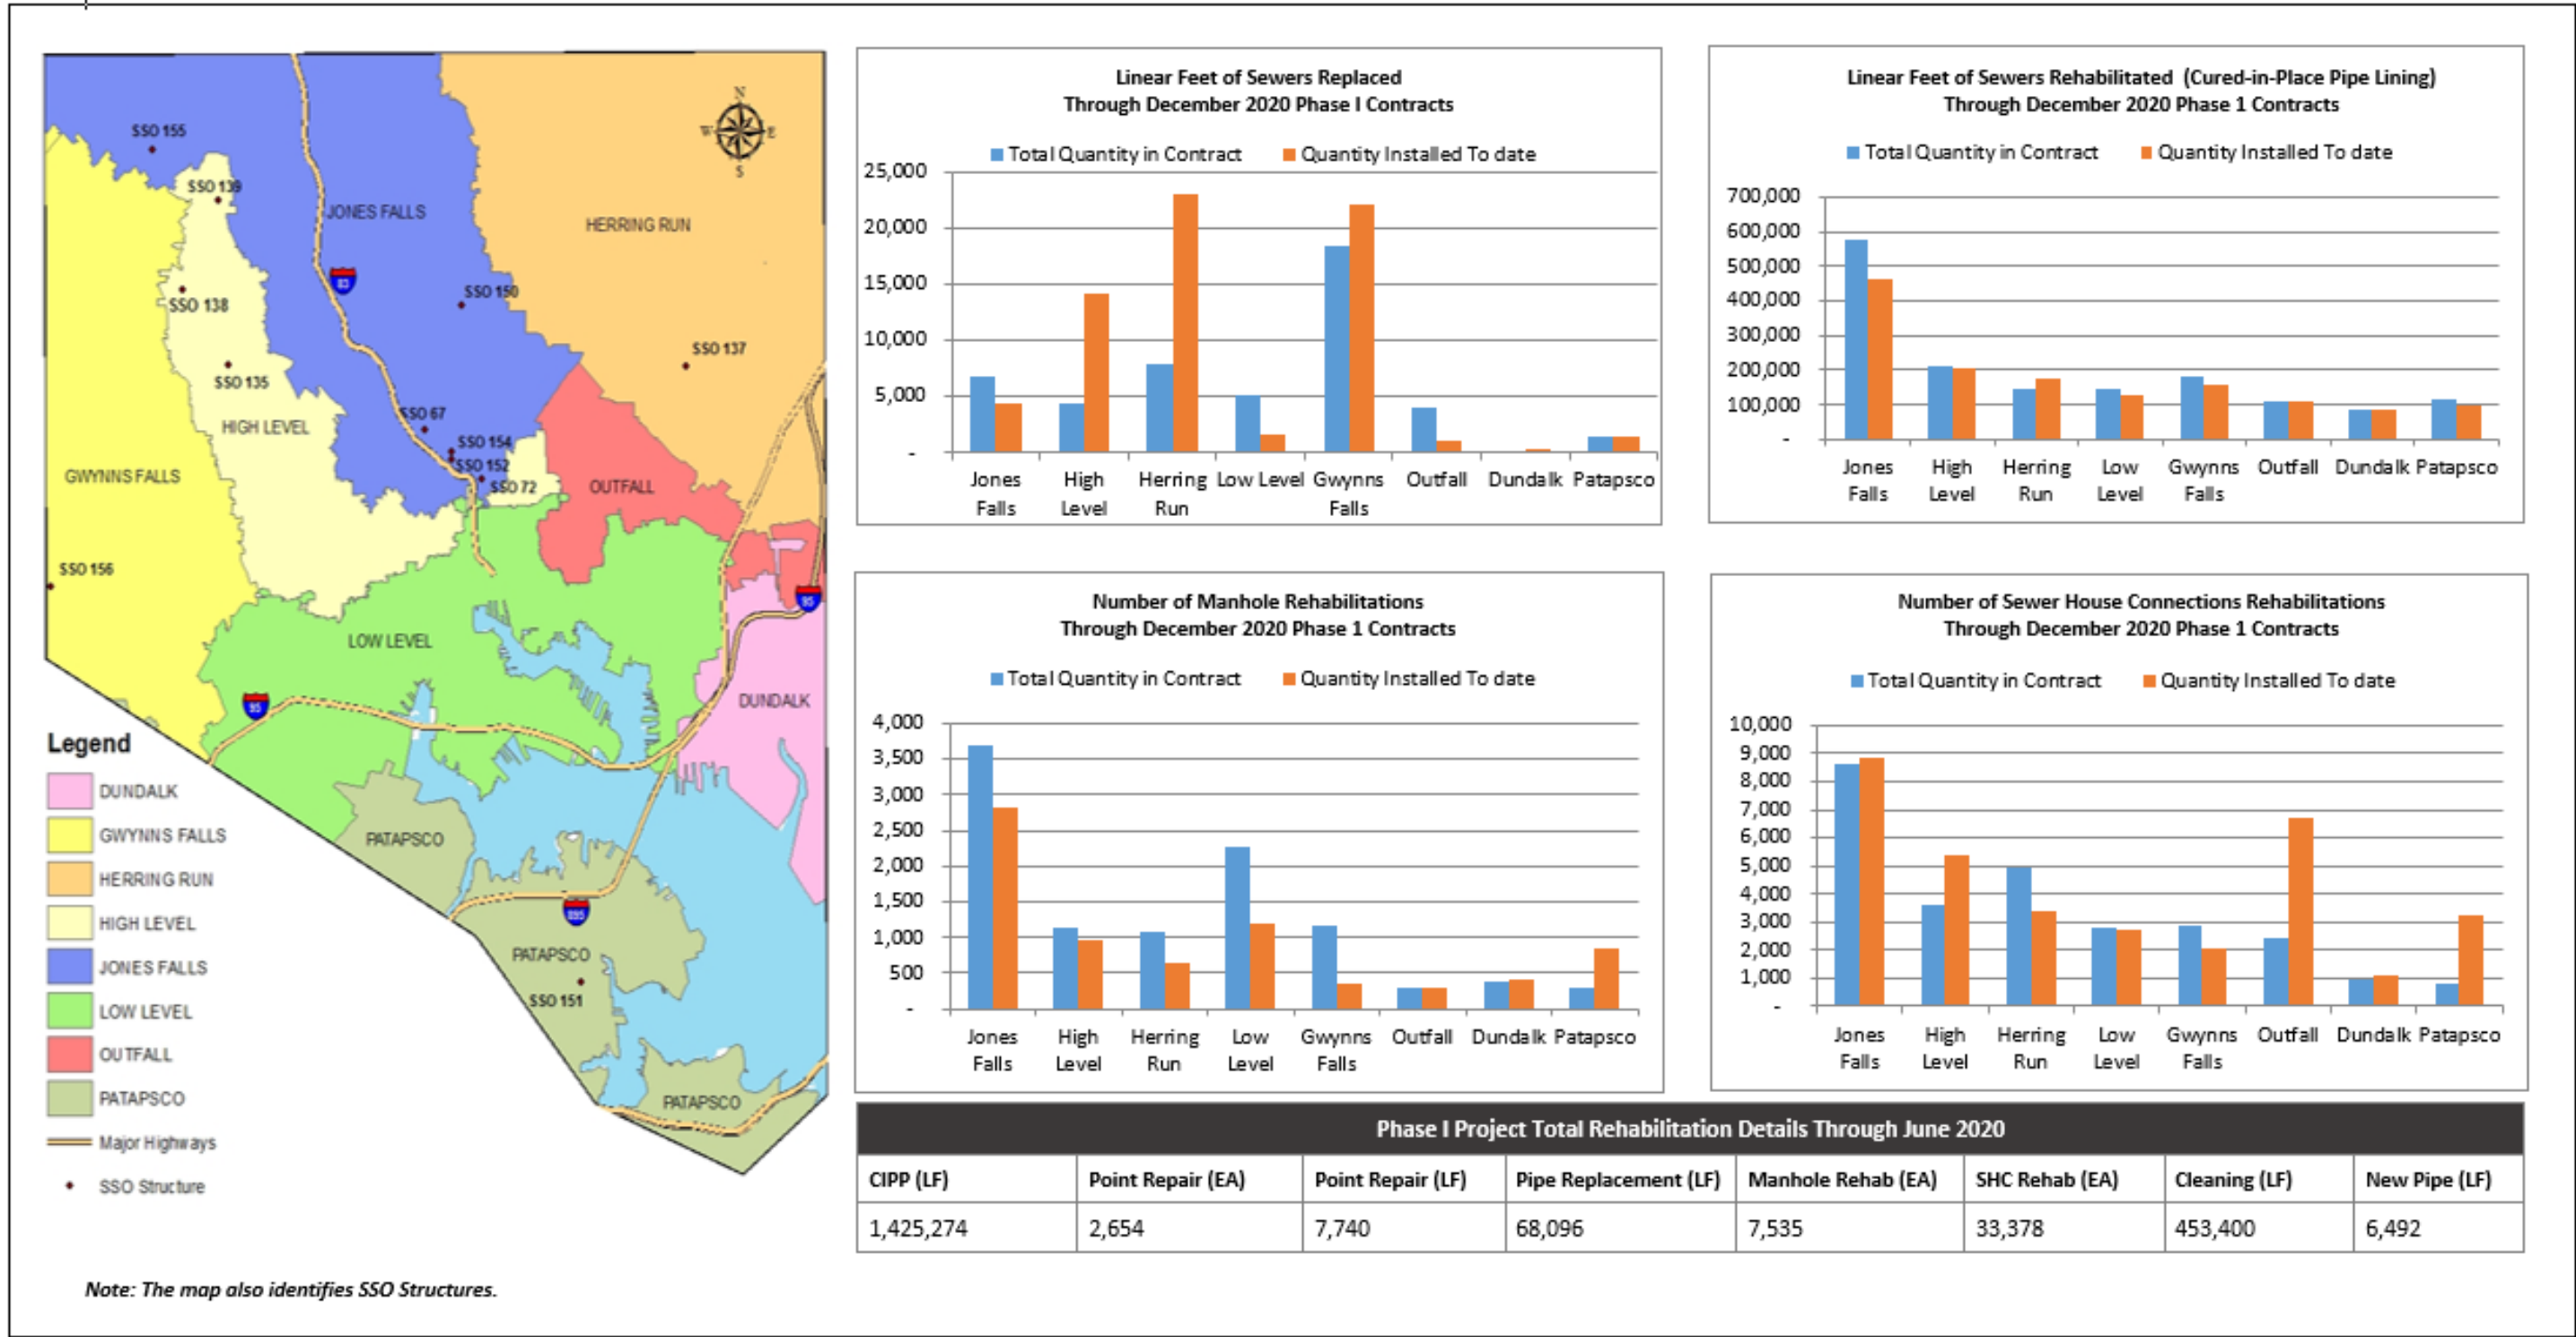 SSO 155
SSO 139
JONES FALLS
HERRING RUN
N
W
E
S
83
SSO 138
SSO 150
SSO 137
SSO 135
SSO 67
HIGH LEVEL
SSO 154
SSO 152
SSO 72
GWYNNS FALLS
OUTFALL
SSO 156
95
LOW LEVEL
DUNDALK
95
PATAPSCO
895
PATAPSCO
SSO 151
PATAPSCO
Legend
DUNDALK
GWYNNS FALLS
HERRING RUN
HIGH LEVEL
JONES FALLS
LOW LEVEL
OUTFALL
PATAPSCO
Major Highways
SSO Structure
Note: The map also identifies SSO Structures.
Linear Feet of Sewers Replaced
Through December 2020 Phase I Contracts
Total Quantity in Contract Quantity Installed To date
25,000
20,000
15,000
10,000
5,000
-
Jones Falls
High Level
Herring Run
Low Level
Gwynns Falls
Outfall
Dundalk
Patapsco
Linear Feet of Sewers Rehabilitated (Cured-in-Place Pipe Lining)
Through December 2020 Phase 1 Contracts
Total Quantity in Contract Quantity Installed To date
700,000
600,000
500,000
400,000
300,000
200,000
100,000
-
Jones Falls
High Level
Herring Run
Low Level
Gwynns Falls
Outfall
Dundalk
Patapsco
Number of Manhole Rehabilitations
Through December 2020 Phase 1 Contracts
Total Quantity in Contract Quantity Installed To date
4,000
3,500
3,000
2,500
2,000
1,500
1,000
500
-
Jones Falls
High Level
Herring Run
Low Level
Gwynns Falls
Outfall
Dundalk
Patapsco
Number of Sewer House Connections Rehabilitations
Through December 2020 Phase 1 Contracts
Total Quantity in Contract Quantity Installed To date
10,000
9,000
8,000
7,000
6,000
5,000
4,000
3,000
2,000
1,000
-
Jones Falls
High Level
Herring Run
Low Level
Gwynns Falls
Outfall
Dundalk
Patapsco
Phase I Project Total Rehabilitation Details Through June 2020
CIPP (LF) Point Repair (EA) Point Repair (LF) Pipe Replacement (LF) Manhole Rehab (EA) SHC Rehab (EA) Cleaning (LF) New Pipe (LF)
1,425,274 2,654 7,740 68,096 7,535 33,378 453,400 6,492